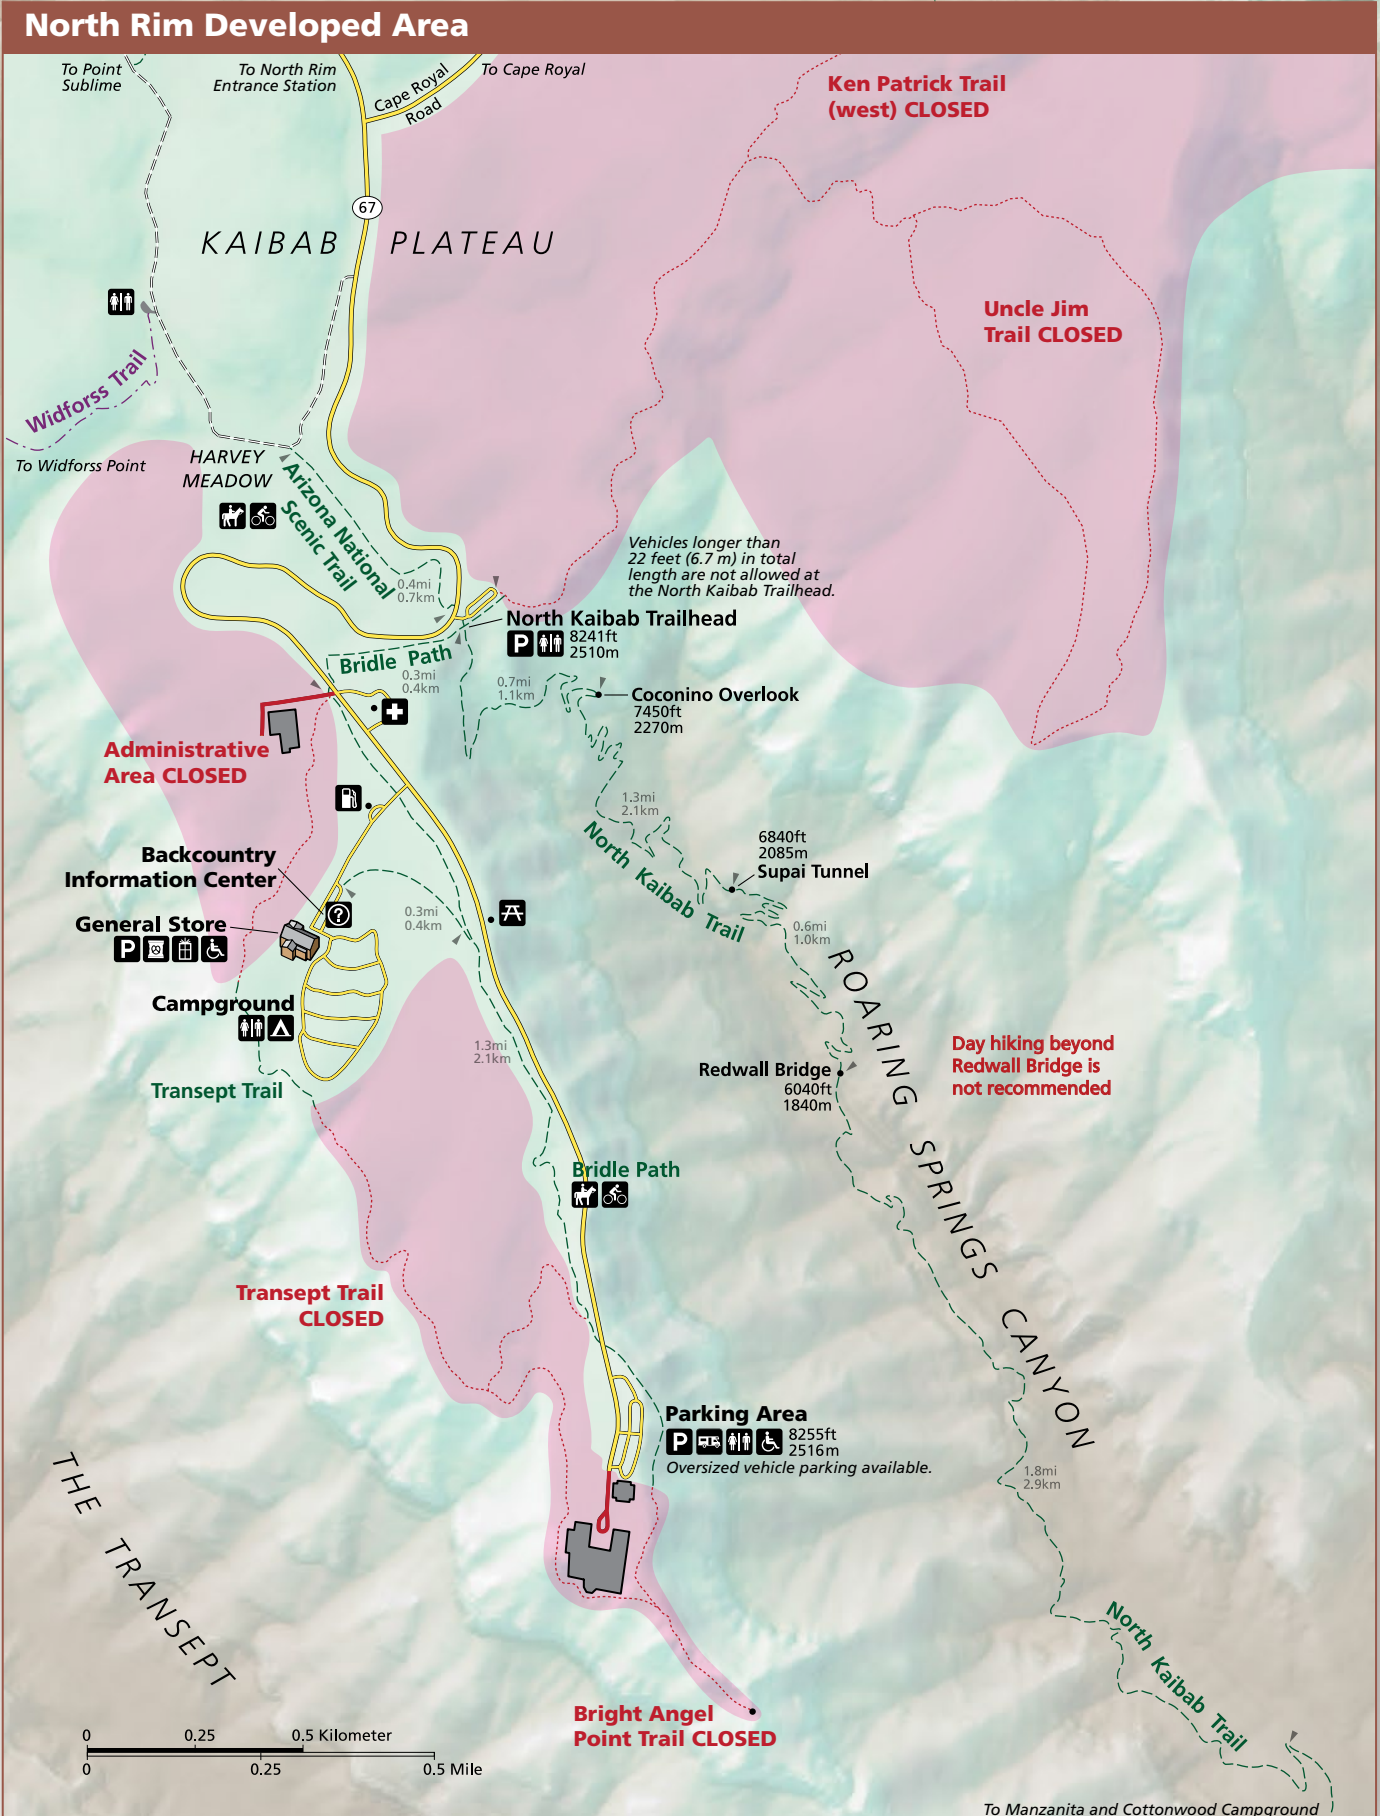 North Rim Developed Area
To Point
Sublime
To North Rim
Entrance Station
Cape Royal
Road
To Cape Royal
Ken Patrick Trail
(west) CLOSED
67
KAIBAB PLATEAU
Uncle Jim
Trail CLOSED
Widforss Trail
To Widforss Point
HARVEY
MEADOW
Arizona National
Scenic Trail
0.4mi
0.7km
Vehicles longer than
22 feet (6.7 m) in total
length are not allowed at
the North Kaibab Trailhead.
North Kaibab Trailhead
P
8241ft
2510m
Bridle Path
0.3mi
0.4km
0.7mi
1.1km
Coconino Overlook
7450ft
2270m
Administrative
Area CLOSED
1.3mi
2.1km
North Kaibab Trail
6840ft
2085m
Supai Tunnel
Backcountry
Information Center
?
General Store
P
0.3mi
0.4km
0.6mi
1.0km
Campground
ROARING SPRINGS CANYON
1.3mi
2.1km
Day hiking beyond
Redwall Bridge is
not recommended
Redwall Bridge
6040ft
1840m
Transept Trail
Bridle Path
Transept Trail
CLOSED
Parking Area
P
8255ft
2516m
Oversized vehicle parking available.
1.8mi
2.9km
THE TRANSEPT
North Kaibab Trail
Bright Angel
Point Trail CLOSED
0 0.25 0.5 Kilometer
0 0.25 0.5 Mile
To Manzanita and Cottonwood Campground